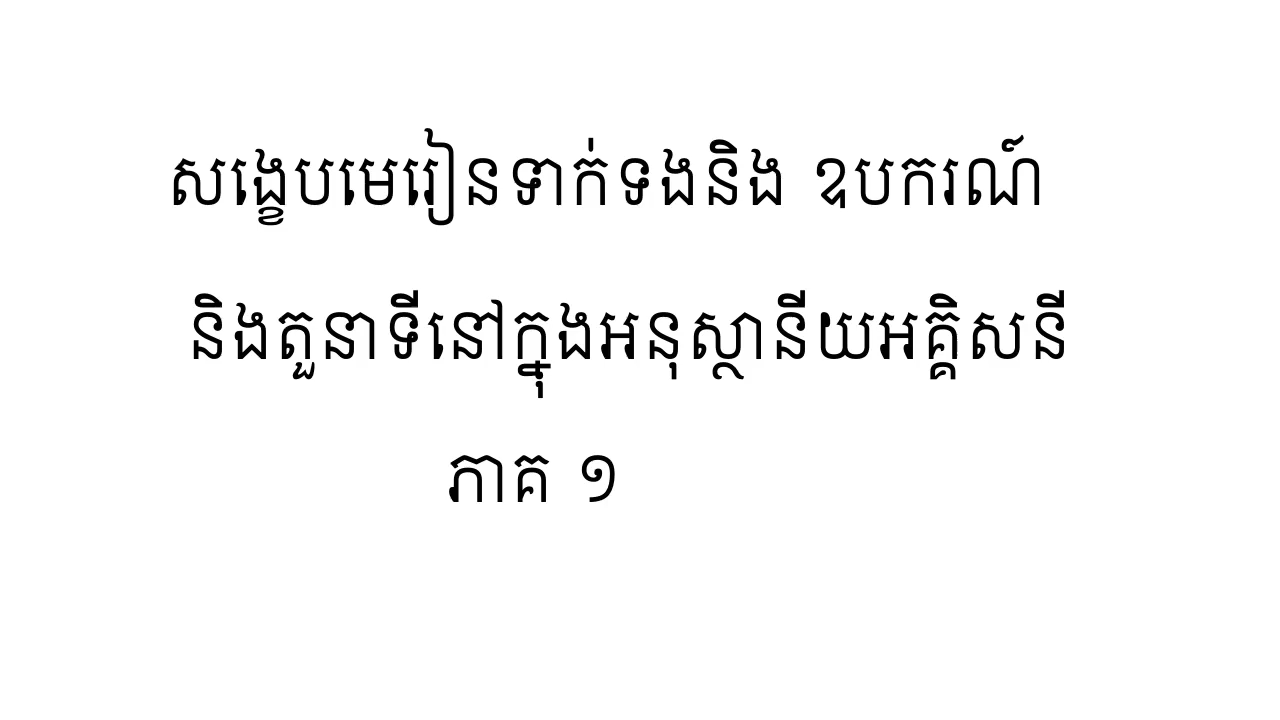 សង្ខេបមេរៀនទាក់ទងនិង ឧបករណ៍
និងតួនាទីនៅក្នុងអនុស្ថានីយអគ្គិសនី
ភាគ ១